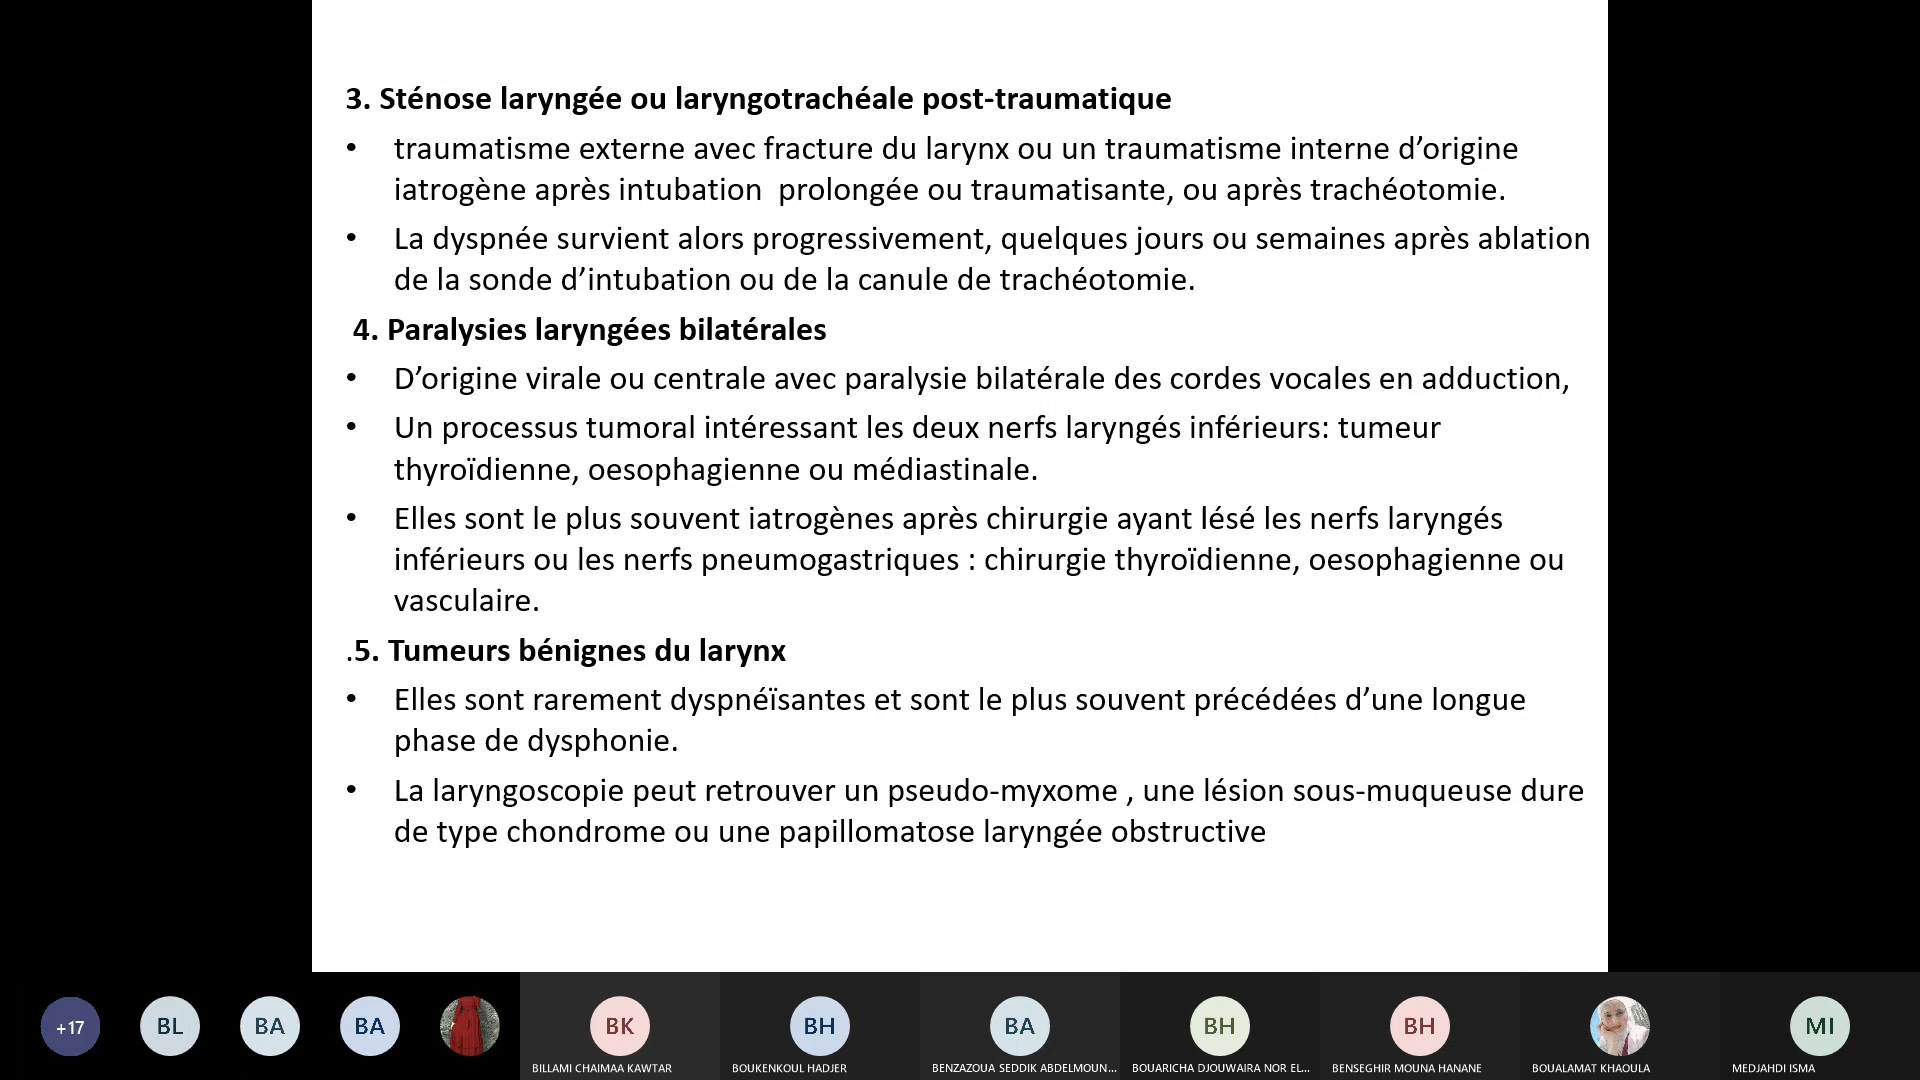 3. Sténose laryngée ou laryngotrachéale post-traumatique
• traumatisme externe avec fracture du larynx ou un traumatisme interne d’origine
iatrogène après intubation  prolongée ou traumatisante, ou après trachéotomie.
• La dyspnée survient alors progressivement, quelques jours ou semaines après ablation
de la sonde d’intubation ou de la canule de trachéotomie.
4. Paralysies laryngées bilatérales
• D’origine virale ou centrale avec paralysie bilatérale des cordes vocales en adduction,
• Un processus tumoral intéressant les deux nerfs laryngés inférieurs: tumeur
thyroïdienne, oesophagienne ou médiastinale.
• Elles sont le plus souvent iatrogènes après chirurgie ayant lésé les nerfs laryngés
inférieurs ou les nerfs pneumogastriques : chirurgie thyroïdienne, oesophagienne ou
vasculaire.
.5. Tumeurs bénignes du larynx
• Elles sont rarement dyspnéïsantes et sont le plus souvent précédées d’une longue
phase de dysphonie.
• La laryngoscopie peut retrouver un pseudo-myxome , une lésion sous-muqueuse dure
de type chondrome ou une papillomatose laryngée obstructive
+17 BL BA BA BK BH BA BH BH MI
BILLAMI CHAIMAA KAWTAR BOUKENKOUL HADJER BENZAZOUA SEDDIK ABDELMOUN... BOUARICHA DJOUWAIRA NOR EL... BENSEGHIR MOUNA HANANE BOUALAMAT KHAOULA MEDJAHDI ISMA